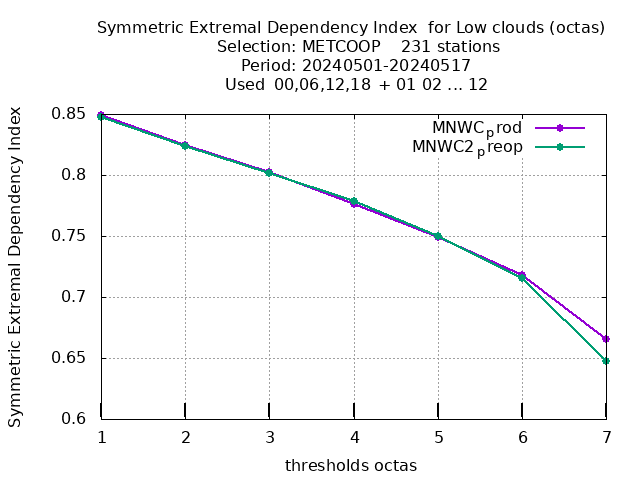 Symmetric Extremal Dependency Index  for Low clouds (octas)
Selection: METCOOP    231 stations
Period: 20240501-20240517
Used  00,06,12,18  + 01 02 ... 12
MNWCprod
MNWC2preop
Symmetric Extremal Dependency Index
0.85
0.8
0.75
0.7
0.65
0.6
1 2 3 4 5 6 7
thresholds octas